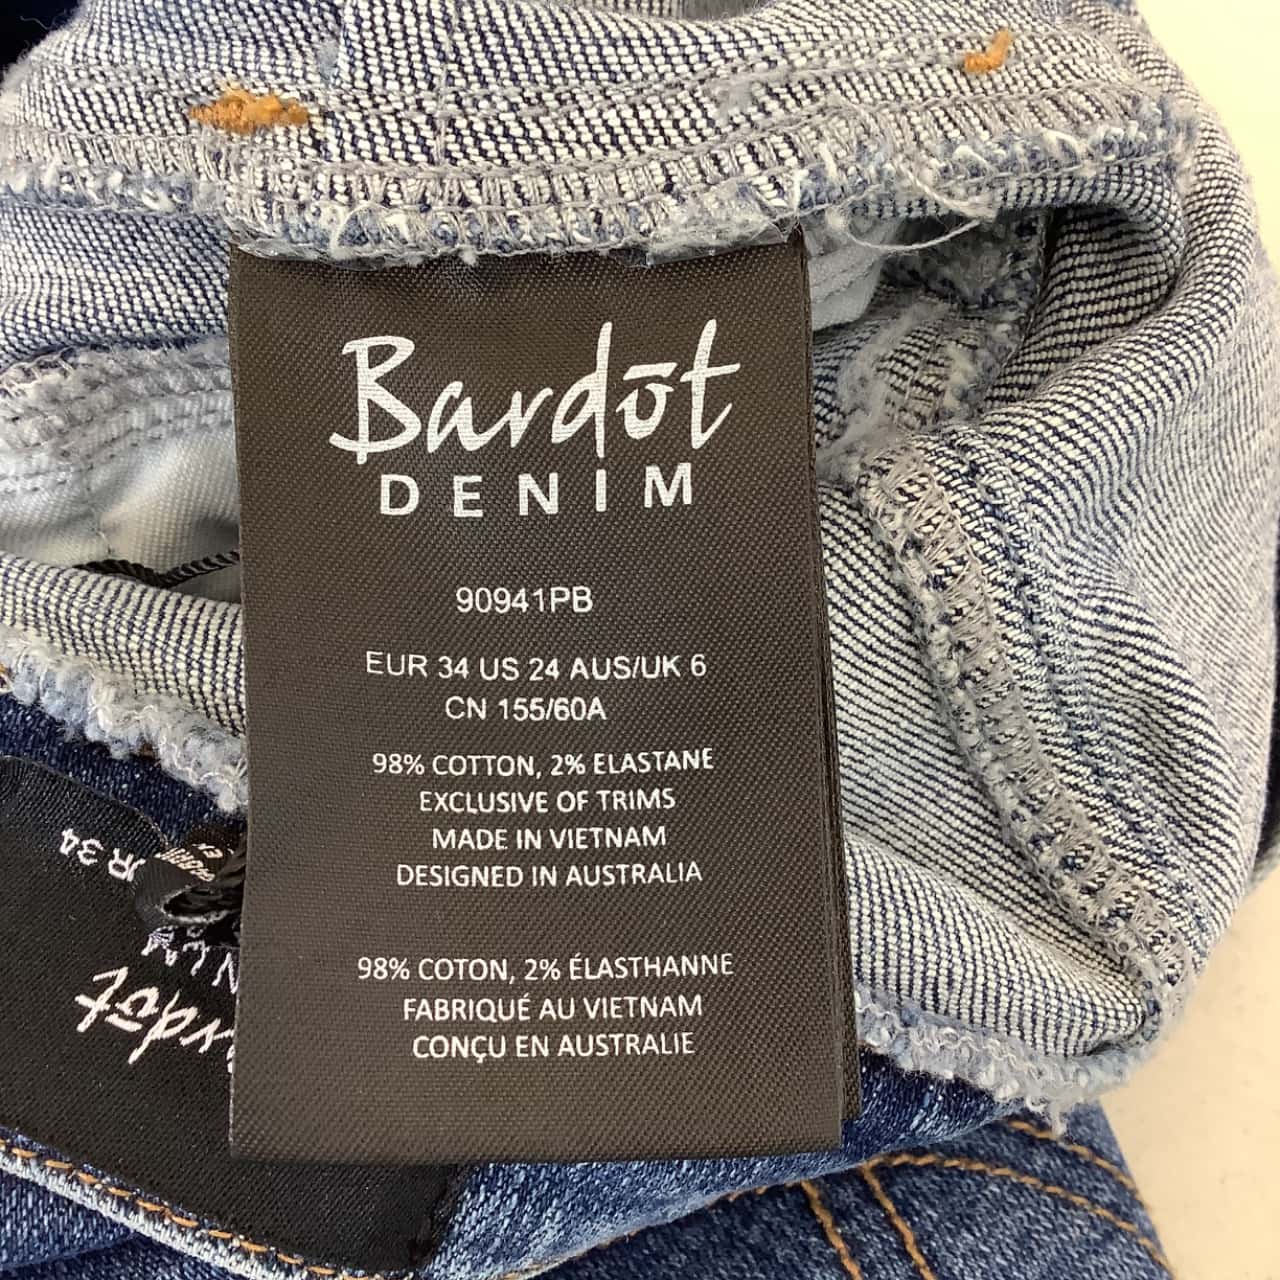 Bardōt
DENIM
90941PB
EUR 34 US 24 AUS/UK 6
CN 155/60A
98% COTTON, 2% ELASTANE
EXCLUSIVE OF TRIMS
MADE IN VIETNAM
DESIGNED IN AUSTRALIA
98% COTON, 2% ÉLASTHANNE
FABRIQUÉ AU VIETNAM
CONÇU EN AUSTRALIE
34